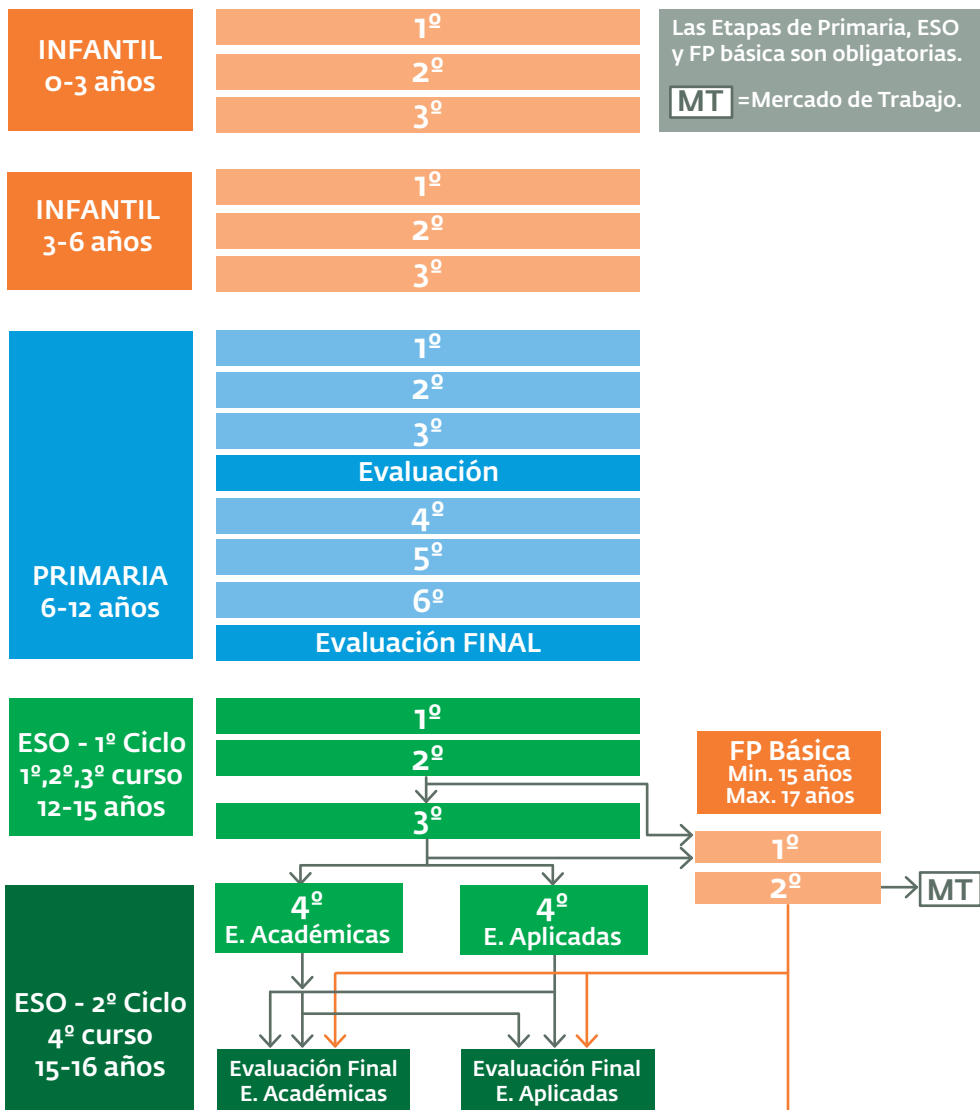 INFANTIL
0-3 años
1º
2º
3º
Las Etapas de Primaria, ESO
y FP básica son obligatorias.
MT =Mercado de Trabajo.
INFANTIL
3-6 años
1º
2º
3º
PRIMARIA
6-12 años
1º
2º
3º
Evaluación
4º
5º
6º
Evaluación FINAL
ESO - 1º Ciclo
1º,2º,3º curso
12-15 años
1º
2º
3º
FP Básica
Min. 15 años
Max. 17 años
1º
2º
MT
4º
E. Académicas
4º
E. Aplicadas
ESO - 2º Ciclo
4º curso
15-16 años
Evaluación Final
E. Académicas
Evaluación Final
E. Aplicadas